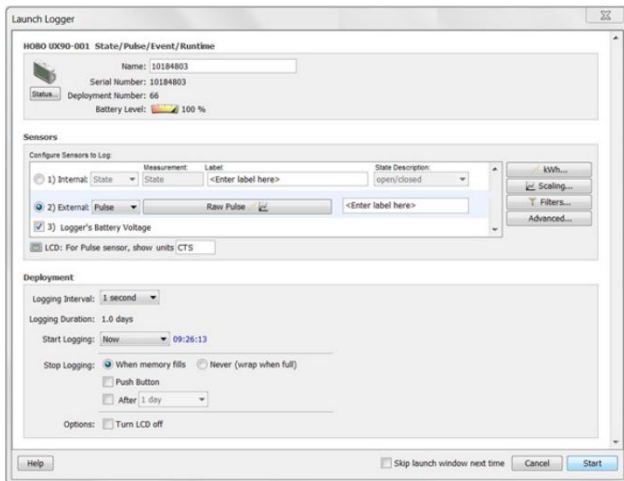 Launch Logger
HOBO UX90-001 State/Pulse/Event/Runtime
Name: 10184803
Serial Number: 10184803
Status... Deployment Number: 66
Battery Level: 100 %
Sensors
Configure Sensors to Log:
Measurement: Label: State Description:
1) Internal: State State <Enter label here> open/closed
kWh...
Scaling...
2) External: Pulse Raw Pulse <Enter label here>
Filters...
3) Logger's Battery Voltage
Advanced...
LCD: For Pulse sensor, show units CTS
Deployment
Logging Interval: 1 second
Logging Duration: 1.0 days
Start Logging: Now 09:26:13
Stop Logging: When memory fills Never (wrap when full)
Push Button
After 1 day
Options: Turn LCD off
Help Skip launch window next time Cancel Start